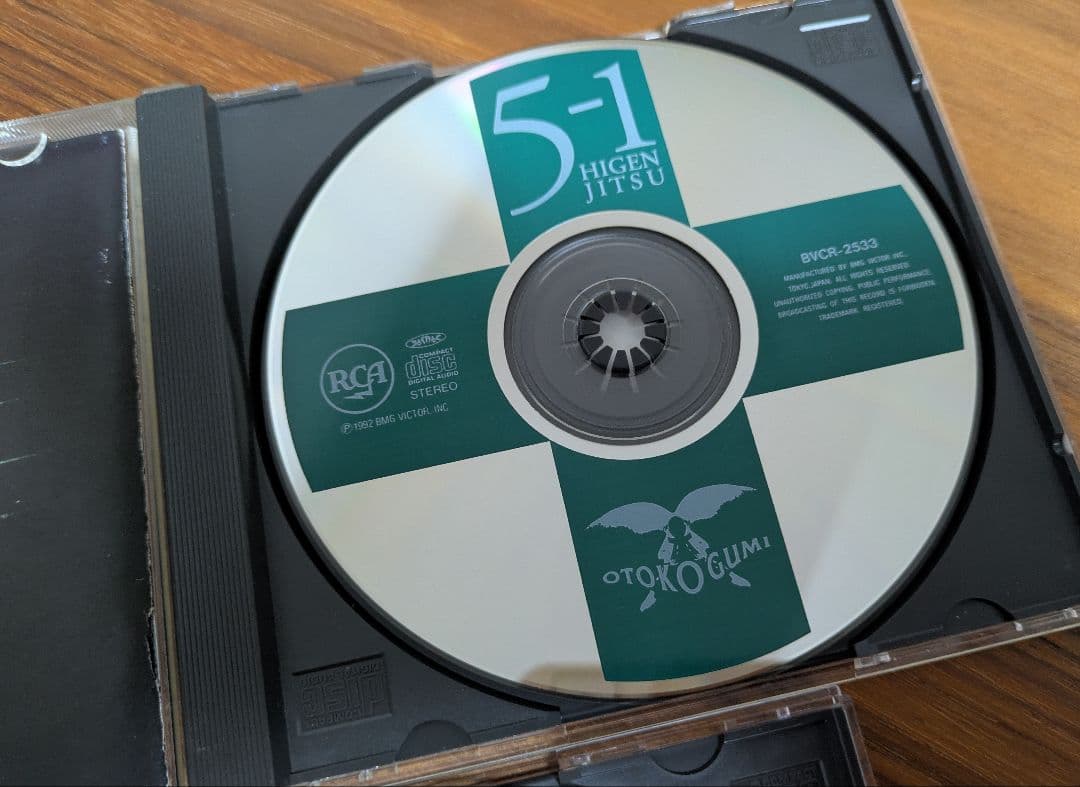 5-1
HIGEN
JITSU
BVCR-2533
MANUFACTURED BY BMG VICTOR INC.,
TOKYO, JAPAN. ALL RIGHTS RESERVED.
UNAUTHORIZED COPYING. PUBLIC PERFORMANCE.
BROADCASTING OF THIS RECORD IS FORBIDDEN.
TRADEMARK. REGISTERED.
RCA
COMPACT
disc
DIGITAL AUDIO
STEREO
℗1992 BMG VICTOR, INC
OTOKOGUMI